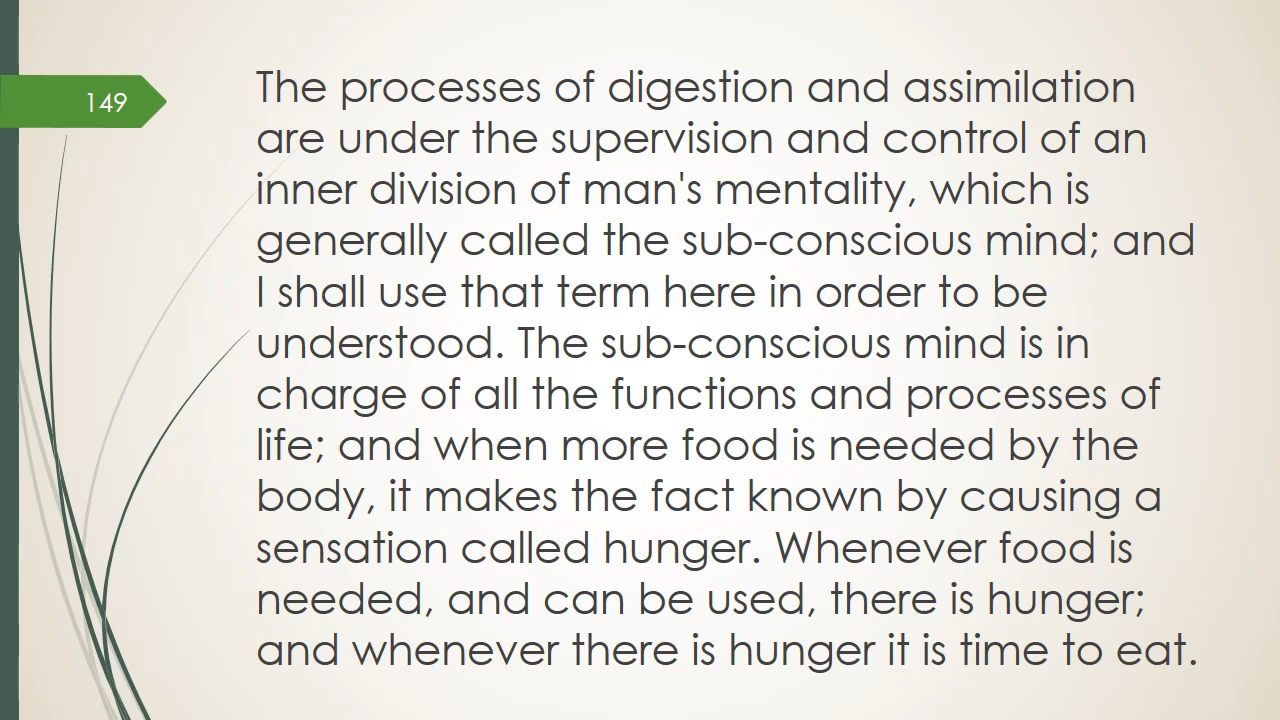 149
The processes of digestion and assimilation
are under the supervision and control of an
inner division of man's mentality, which is
generally called the sub-conscious mind; and
I shall use that term here in order to be
understood. The sub-conscious mind is in
charge of all the functions and processes of
life; and when more food is needed by the
body, it makes the fact known by causing a
sensation called hunger. Whenever food is
needed, and can be used, there is hunger;
and whenever there is hunger it is time to eat.